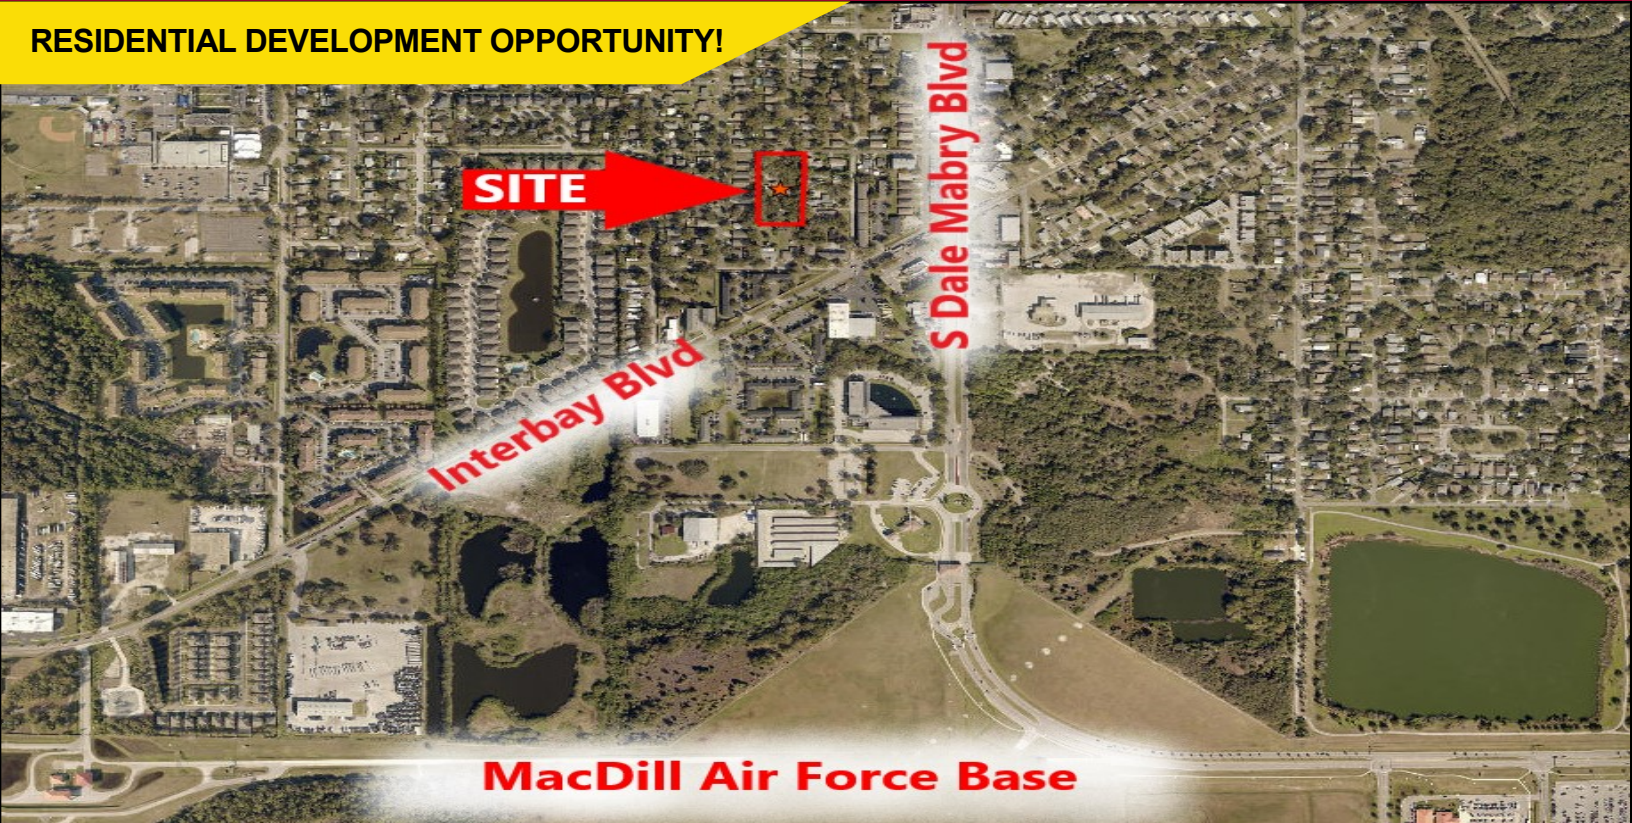 RESIDENTIAL DEVELOPMENT OPPORTUNITY!
SITE
S Dale Mabry Blvd
Interbay Blvd
MacDill Air Force Base